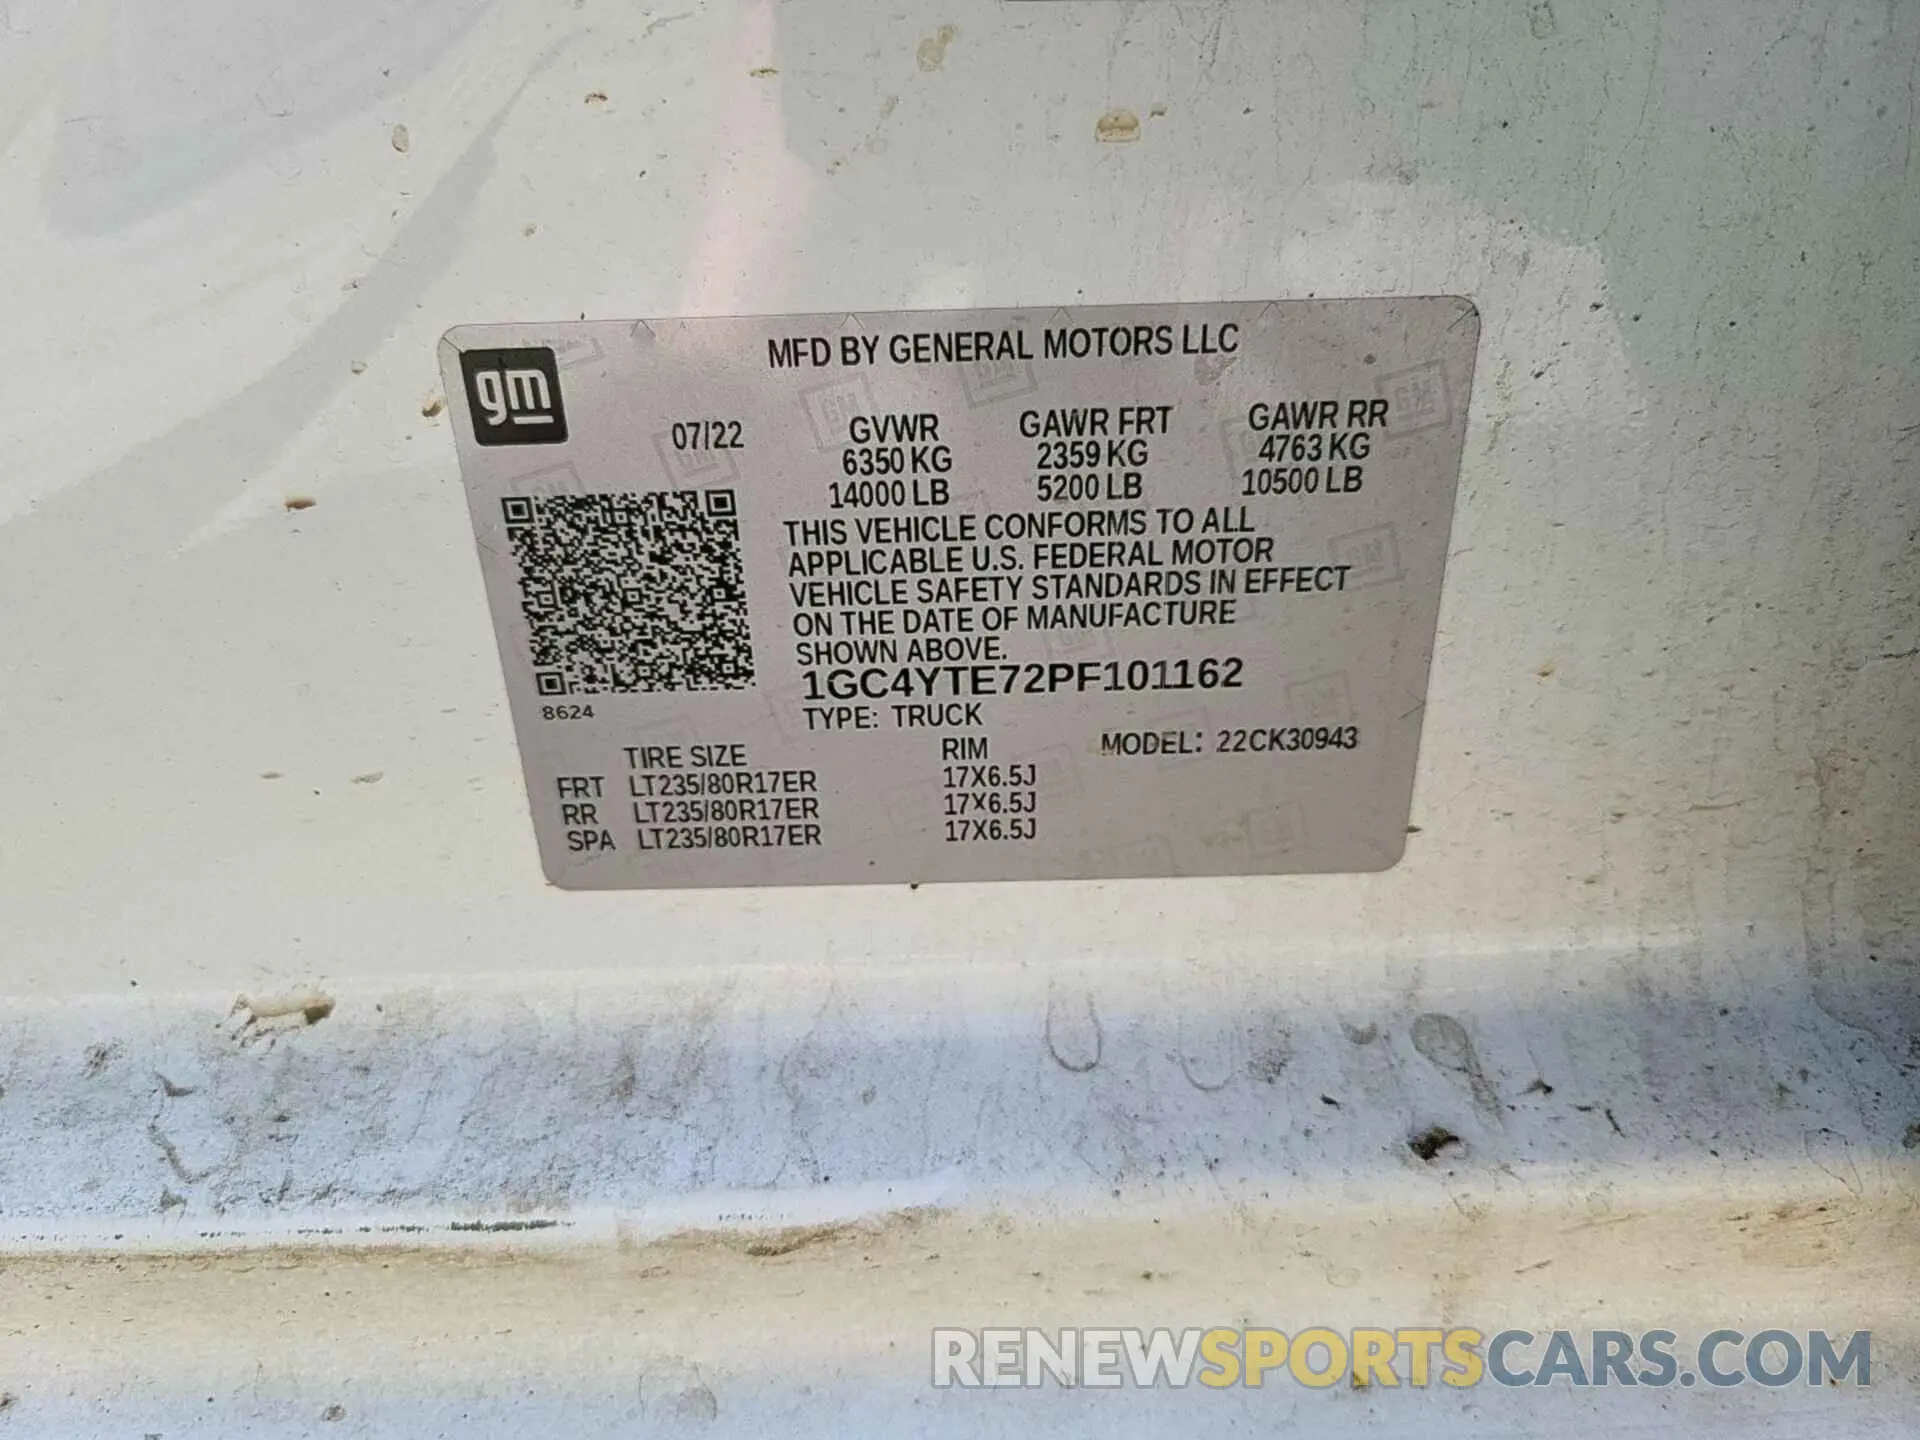 MFD BY GENERAL MOTORS LLC
gm
07/22 GVWR GAWR FRT GAWR RR
6350 KG 2359 KG 4763 KG
14000 LB 5200 LB 10500 LB
THIS VEHICLE CONFORMS TO ALL
APPLICABLE U.S. FEDERAL MOTOR
VEHICLE SAFETY STANDARDS IN EFFECT
ON THE DATE OF MANUFACTURE
SHOWN ABOVE.
1GC4YTE72PF101162
8624
TYPE: TRUCK
TIRE SIZE RIM MODEL: 22CK30943
FRT LT235/80R17ER 17X6.5J
RR LT235/80R17ER 17X6.5J
SPA LT235/80R17ER 17X6.5J
RENEWSPORTSCARS.COM